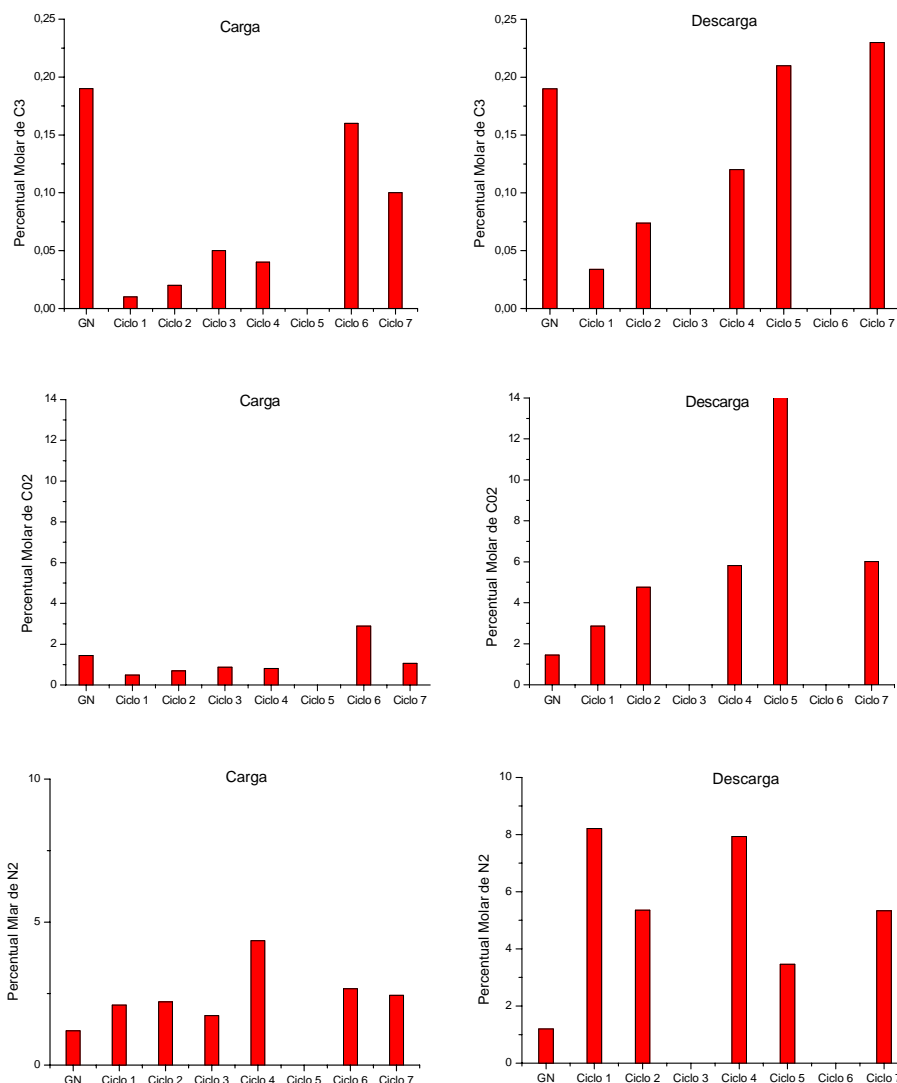 Carga
Percentual Molar de C3
0,25
0,20
0,15
0,10
0,05
0,00
GN Ciclo 1 Ciclo 2 Ciclo 3 Ciclo 4 Ciclo 5 Ciclo 6 Ciclo 7
Descarga
Percentual Molar de C3
0,25
0,20
0,15
0,10
0,05
0,00
GN Ciclo 1 Ciclo 2 Ciclo 3 Ciclo 4 Ciclo 5 Ciclo 6 Ciclo 7
Carga
Percentual Molar de C02
14
12
10
8
6
4
2
0
GN Ciclo 1 Ciclo 2 Ciclo 3 Ciclo 4 Ciclo 5 Ciclo 6 Ciclo 7
Descarga
Percentual Molar de C02
14
12
10
8
6
4
2
0
GN Ciclo 1 Ciclo 2 Ciclo 3 Ciclo 4 Ciclo 5 Ciclo 6 Ciclo 7
Carga
Percentual Mlar de N2
10
5
0
GN Ciclo 1 Ciclo 2 Ciclo 3 Ciclo 4 Ciclo 5 Ciclo 6 Ciclo 7
Descarga
Percentual Molar de N2
10
8
6
4
2
0
GN Ciclo 1 Ciclo 2 Ciclo 3 Ciclo 4 Ciclo 5 Ciclo 6 Ciclo 7